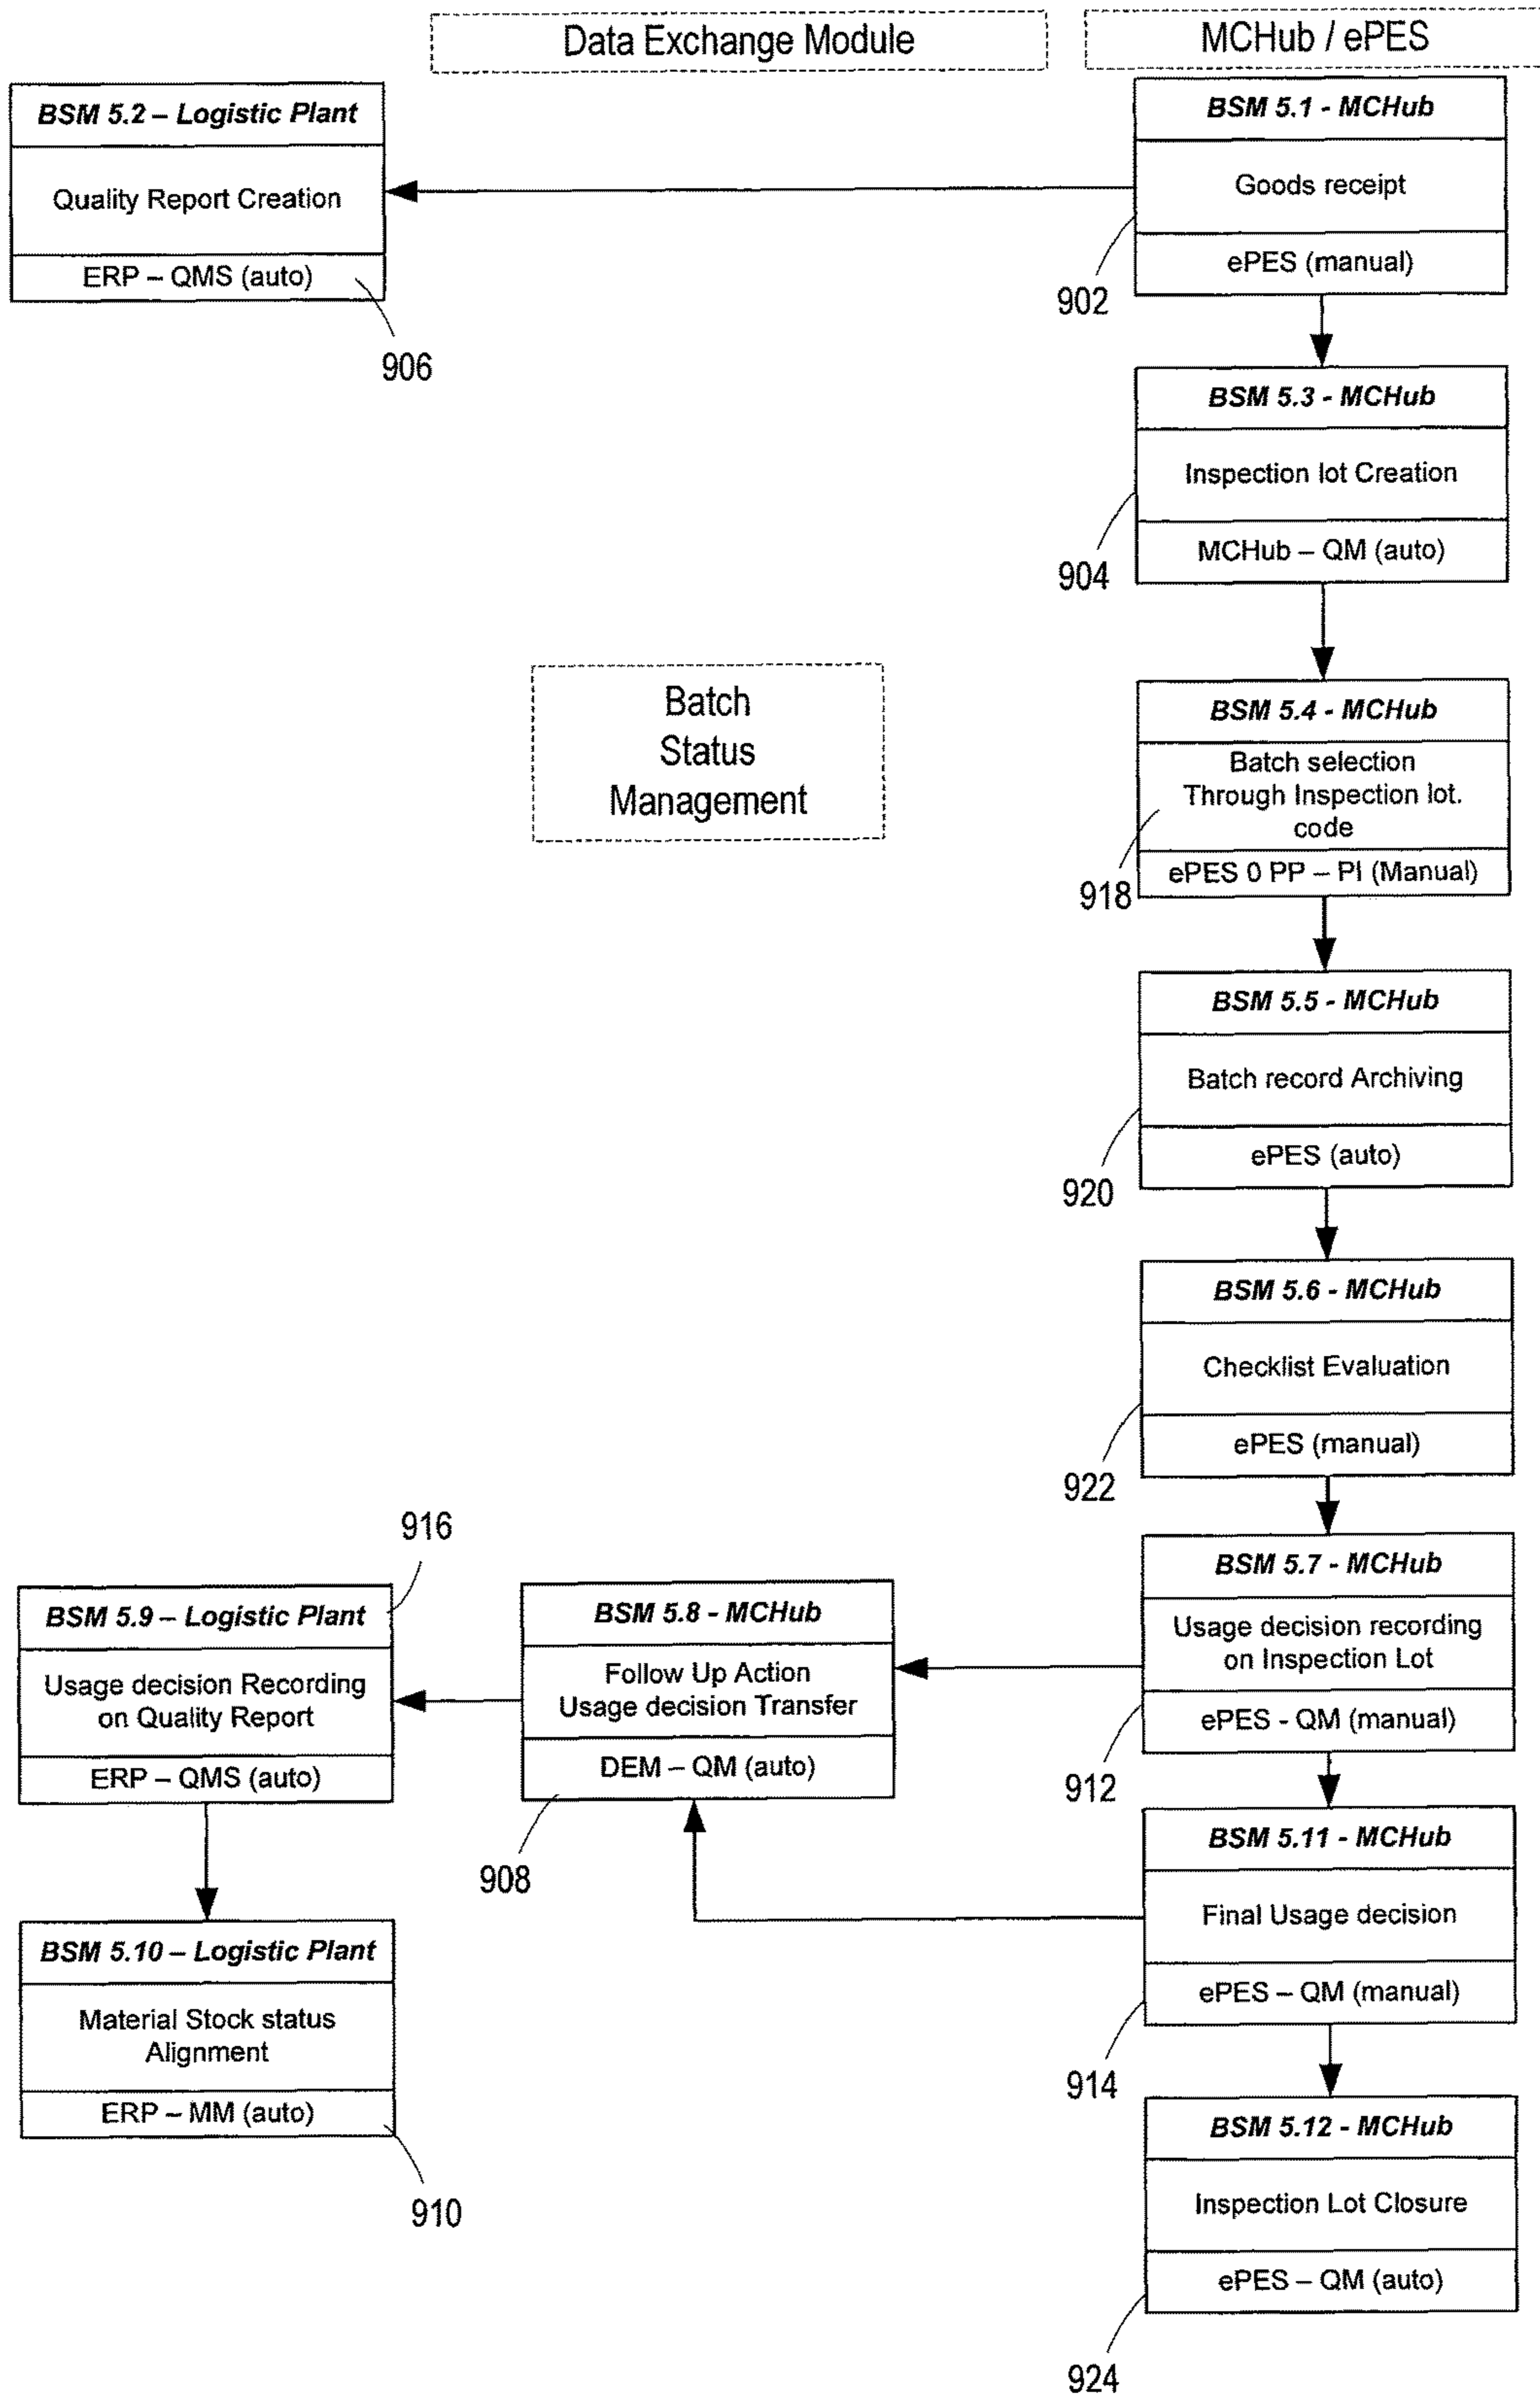 Data Exchange Module
MCHub / ePES
BSM 5.2 – Logistic Plant
Quality Report Creation
ERP – QMS (auto)
906
BSM 5.1 - MCHub
Goods receipt
ePES (manual)
902
BSM 5.3 - MCHub
Inspection lot Creation
MCHub – QM (auto)
904
Batch
Status
Management
BSM 5.4 - MCHub
Batch selection
Through Inspection lot.
code
ePES 0 PP – PI (Manual)
918
BSM 5.5 - MCHub
Batch record Archiving
ePES (auto)
920
BSM 5.6 - MCHub
Checklist Evaluation
ePES (manual)
922
BSM 5.7 - MCHub
Usage decision recording
on Inspection Lot
ePES - QM (manual)
912
BSM 5.8 - MCHub
Follow Up Action
Usage decision Transfer
DEM – QM (auto)
908
916
BSM 5.9 – Logistic Plant
Usage decision Recording
on Quality Report
ERP – QMS (auto)
BSM 5.10 – Logistic Plant
Material Stock status
Alignment
ERP – MM (auto)
910
BSM 5.11 - MCHub
Final Usage decision
ePES – QM (manual)
914
BSM 5.12 - MCHub
Inspection Lot Closure
ePES – QM (auto)
924